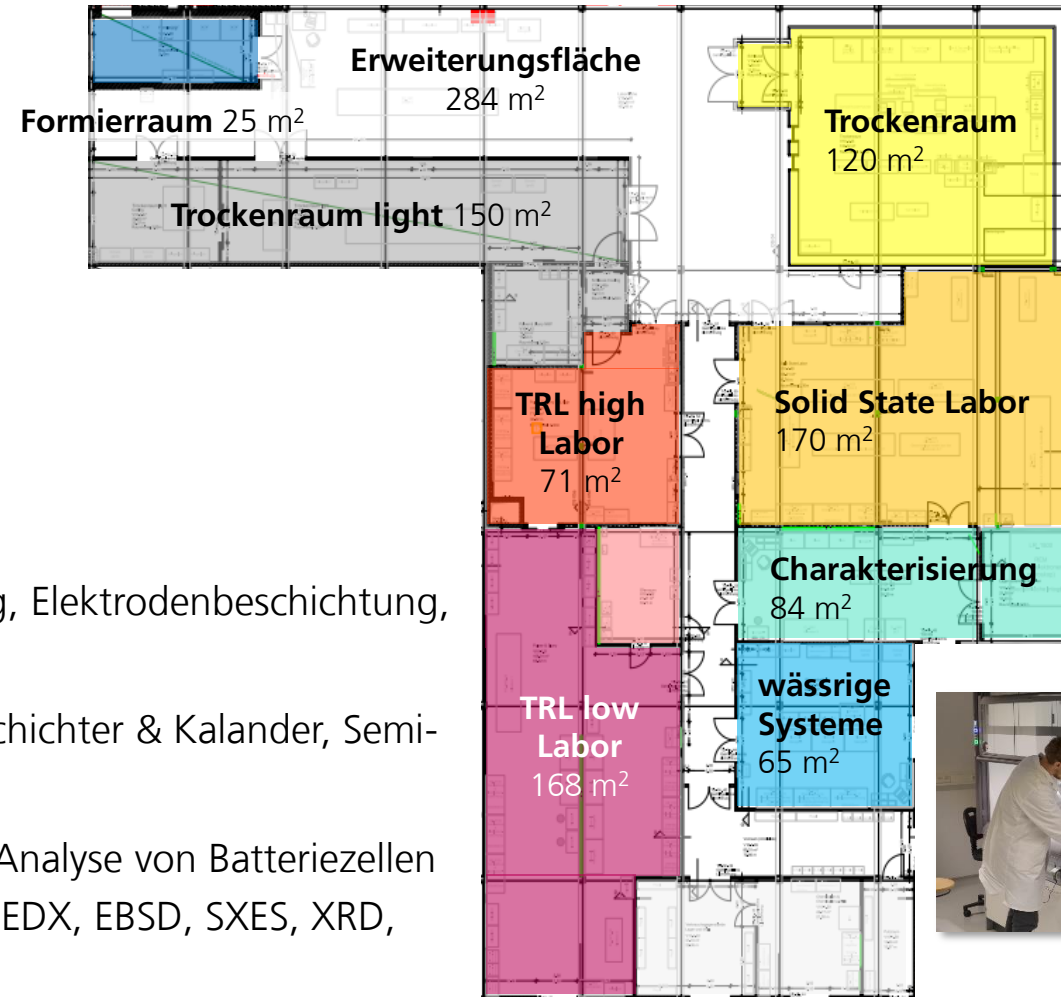 Erweiterungsfläche
284 m²
Formierraum 25 m²
Trockenraum
120 m²
Trockenraum light 150 m²
TRL high
Labor
71 m²
Solid State Labor
170 m²
Charakterisierung
84 m²
Elektrodenbeschichtung,
wässrige
Systeme
65 m²
TRL low
Labor
168 m²
& Kalander, Semi-
Analyse von Batteriezellen
EDX, EBSD, SXES, XRD,